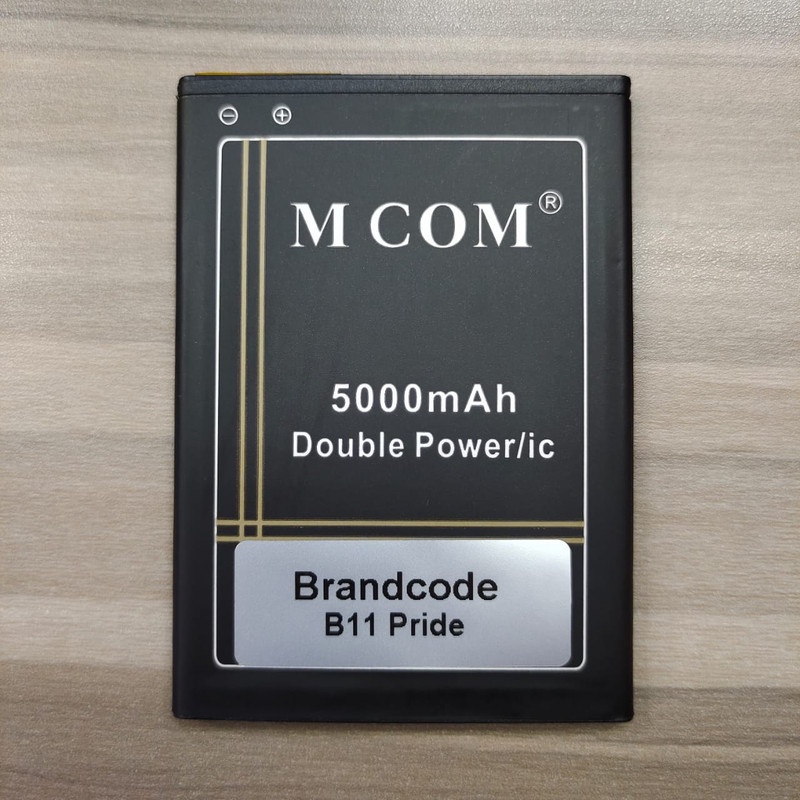 ⊖ ⊕
M COM®
5000mAh
Double Power/ic
Brandcode
B11 Pride